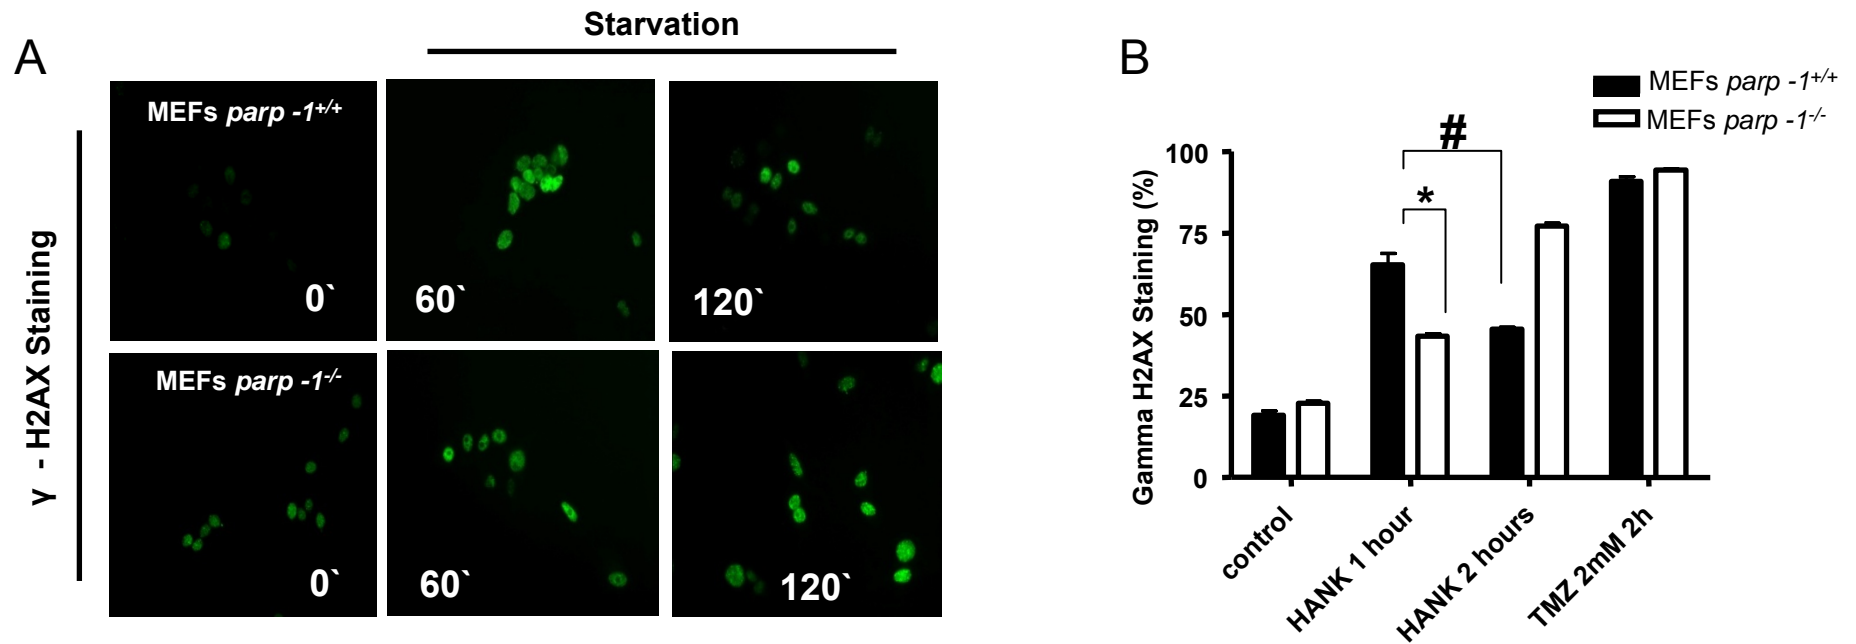 A
Starvation
γ - H2AX Staining
MEFs parp -1+/+
0`
60`
120`
MEFs parp -1-/-
0`
60`
120`
B
MEFs parp -1+/+
MEFs parp -1-/-
Gamma H2AX Staining (%)
100
75
50
25
0
#
*
control
HANK 1 hour
HANK 2 hours
TMZ 2mM 2h